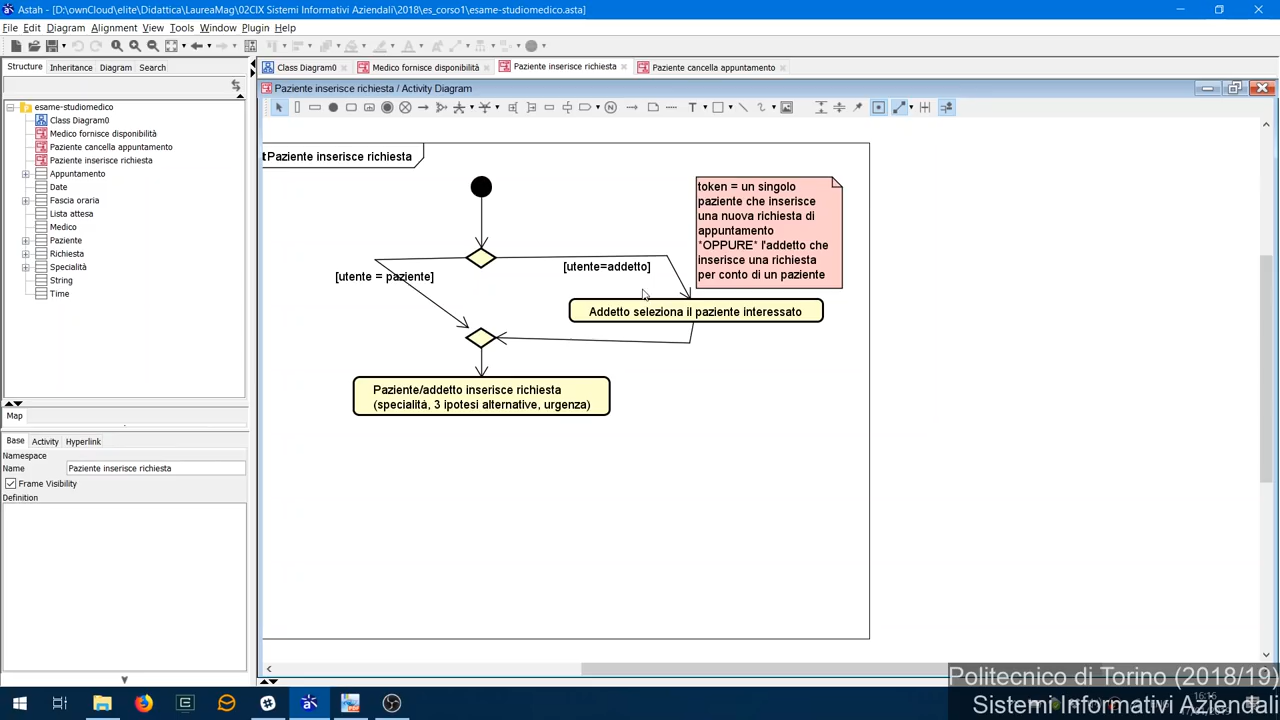 Astah - [D:\ownCloud\elite\Didattica\LaureaMag\02CIX Sistemi Informativi Aziendali\2018\es_corso1\esame-studiomedico.asta]
File Edit Diagram Alignment View Tools Window Plugin Help
Structure Inheritance Diagram Search
Class Diagram0 Medico fornisce disponibilità Paziente inserisce richiesta Paziente cancella appuntamento
Paziente inserisce richiesta / Activity Diagram
esame-studiomedico
Class Diagram0
Medico fornisce disponibilità
Paziente cancella appuntamento
Paziente inserisce richiesta
Appuntamento
Date
Fascia oraria
Lista attesa
Medico
Paziente
Richiesta
Specialità
String
Time
Map
Base Activity Hyperlink
Namespace
Name Paziente inserisce richiesta
Frame Visibility
Definition
t Paziente inserisce richiesta
token = un singolo
paziente che inserisce
una nuova richiesta di
appuntamento
*OPPURE* l'addetto che
inserisce una richiesta
per conto di un paziente
[utente = paziente]
[utente=addetto]
Addetto seleziona il paziente interessato
Paziente/addetto inserisce richiesta
(specialità, 3 ipotesi alternative, urgenza)
Politecnico di Torino (2018/19)
Sistemi Informativi Aziendali